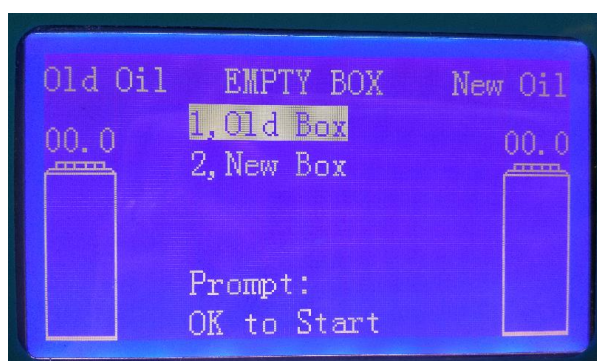 Old Oil EMPTY BOX New Oil
1,Old Box
00.0 00.0
2,New Box
Prompt:
OK to Start